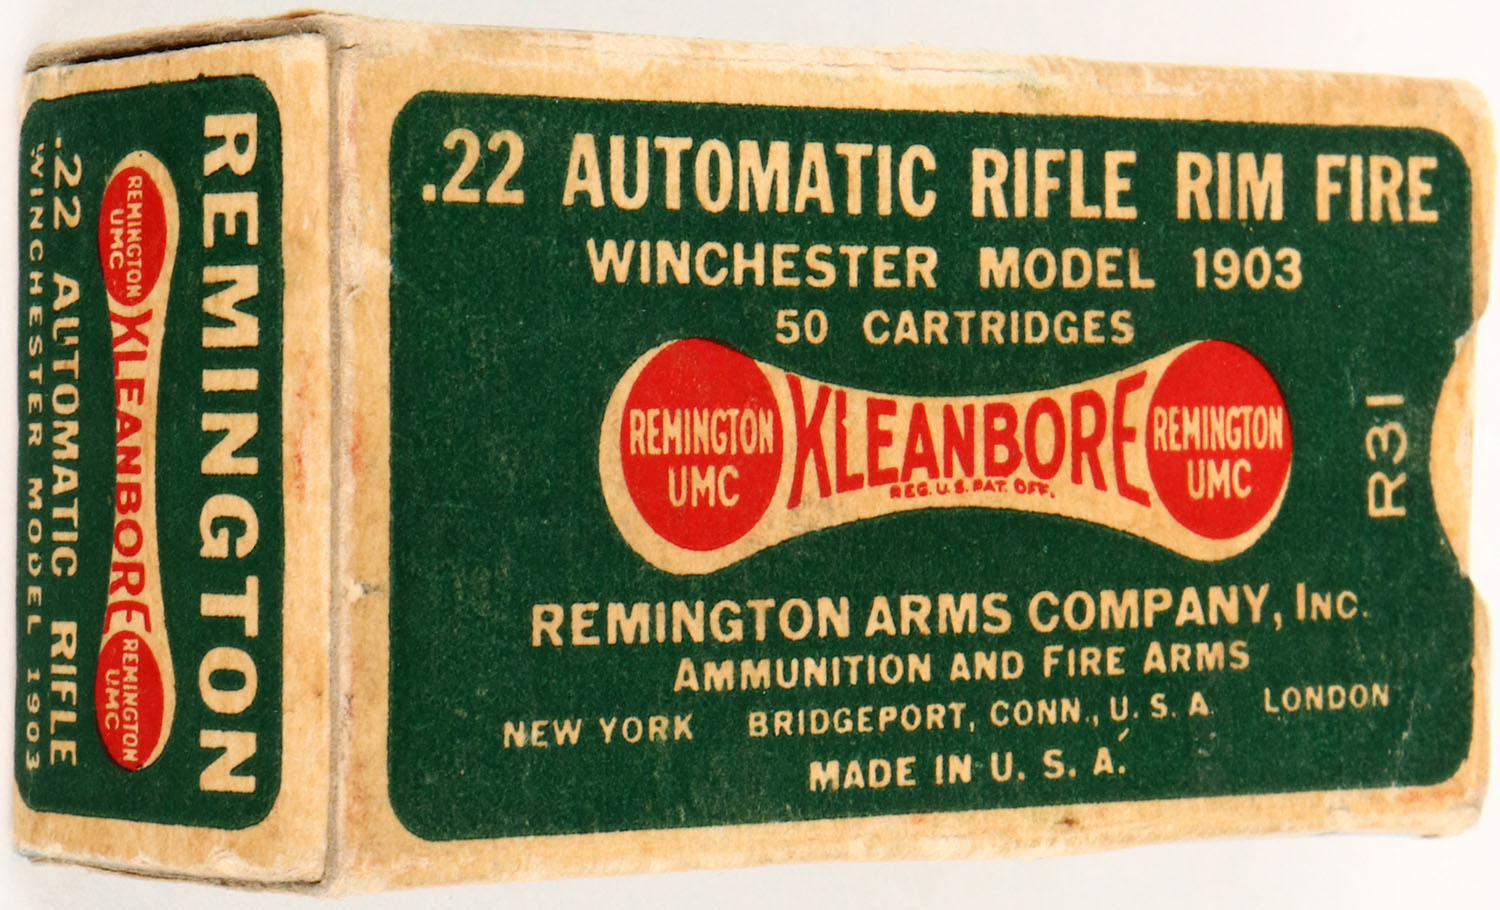 REMINGTON
REMINGTON
UMC
KLEANBORE
REMINGTON
UMC
.22 AUTOMATIC RIFLE
WINCHESTER MODEL 1903
.22 AUTOMATIC RIFLE RIM FIRE
WINCHESTER MODEL 1903
50 CARTRIDGES
REMINGTON
UMC
KLEANBORE
REG. U.S. PAT. OFF.
REMINGTON
UMC
R31
REMINGTON ARMS COMPANY, INC.
AMMUNITION AND FIRE ARMS
NEW YORK BRIDGEPORT, CONN., U. S. A. LONDON
MADE IN U. S. A.